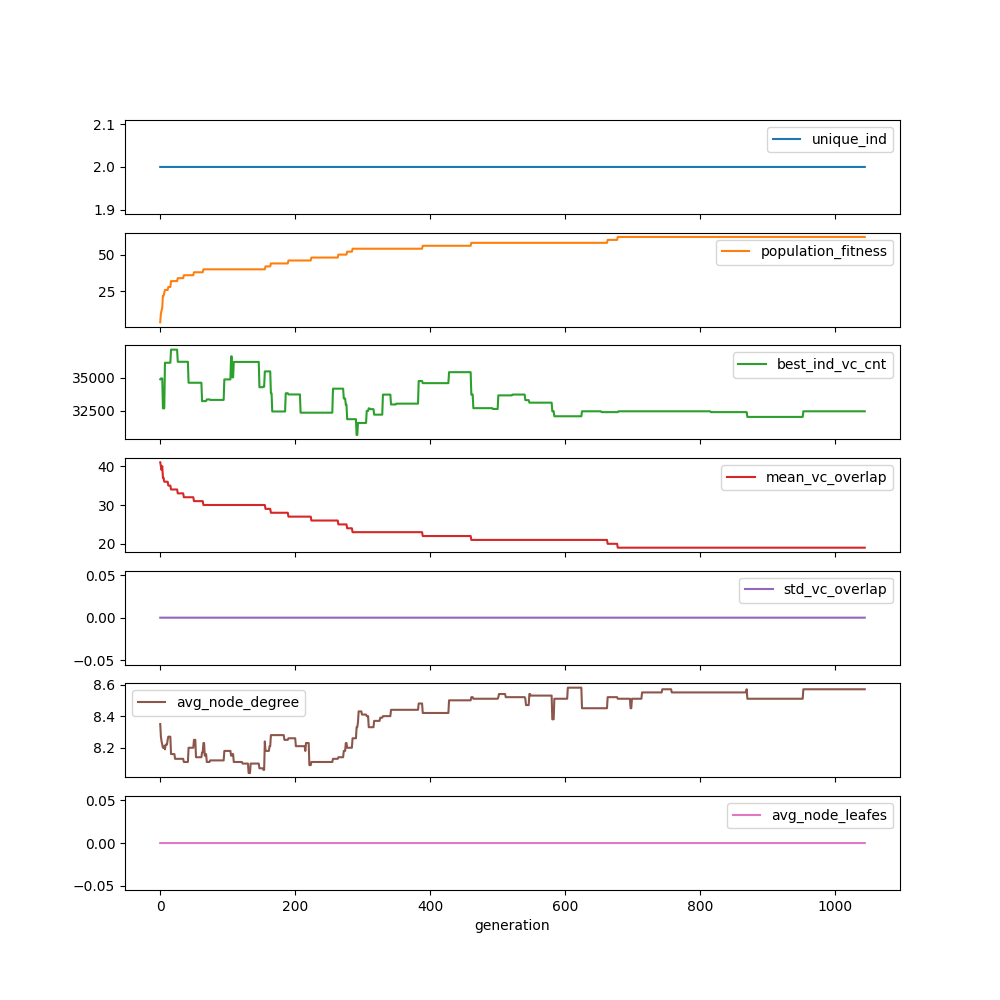 2.1
unique_ind
2.0
1.9
50
population_fitness
25
35000
best_ind_vc_cnt
32500
40
mean_vc_overlap
30
20
0.05
std_vc_overlap
0.00
−0.05
8.6
avg_node_degree
8.4
8.2
0.05
avg_node_leafes
0.00
−0.05
0 200 400 600 800 1000
generation